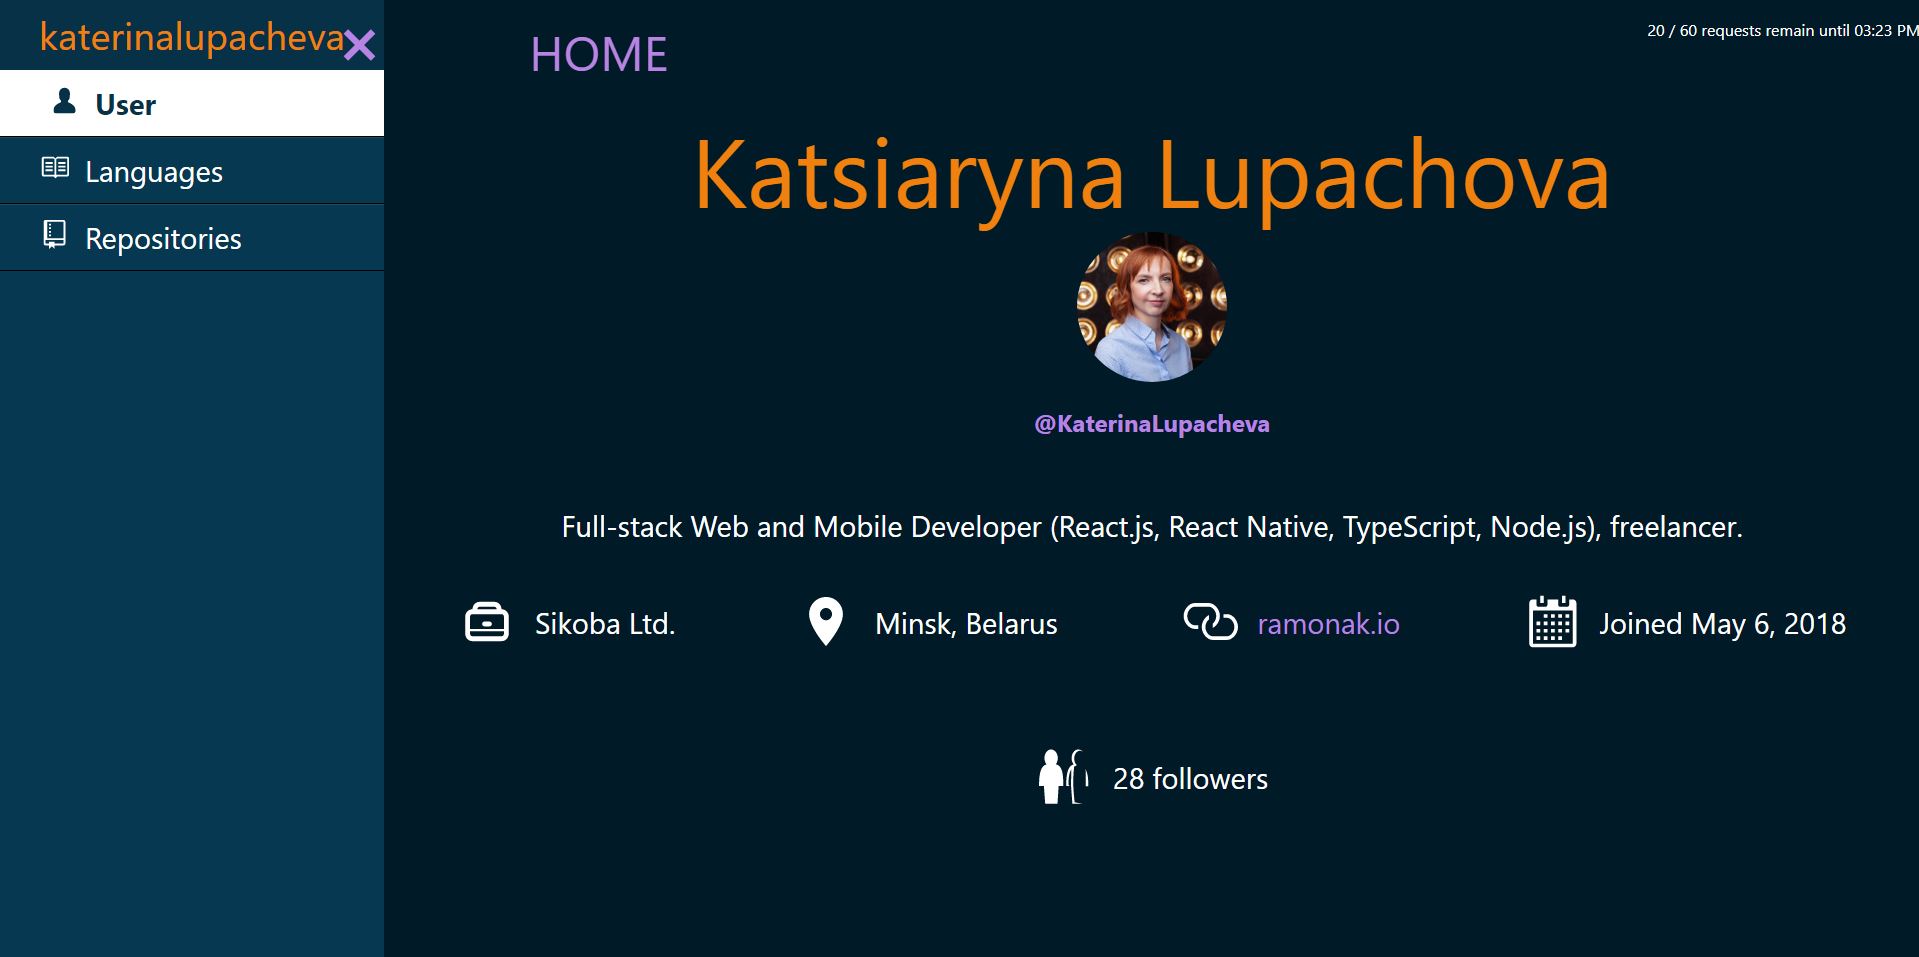 katerinalupacheva
User
Languages
Repositories
HOME
20 / 60 requests remain until 03:23 PM
Katsiaryna Lupachova
@KaterinaLupacheva
Full-stack Web and Mobile Developer (React.js, React Native, TypeScript, Node.js), freelancer.
Sikoba Ltd.
Minsk, Belarus
ramonak.io
Joined May 6, 2018
28 followers